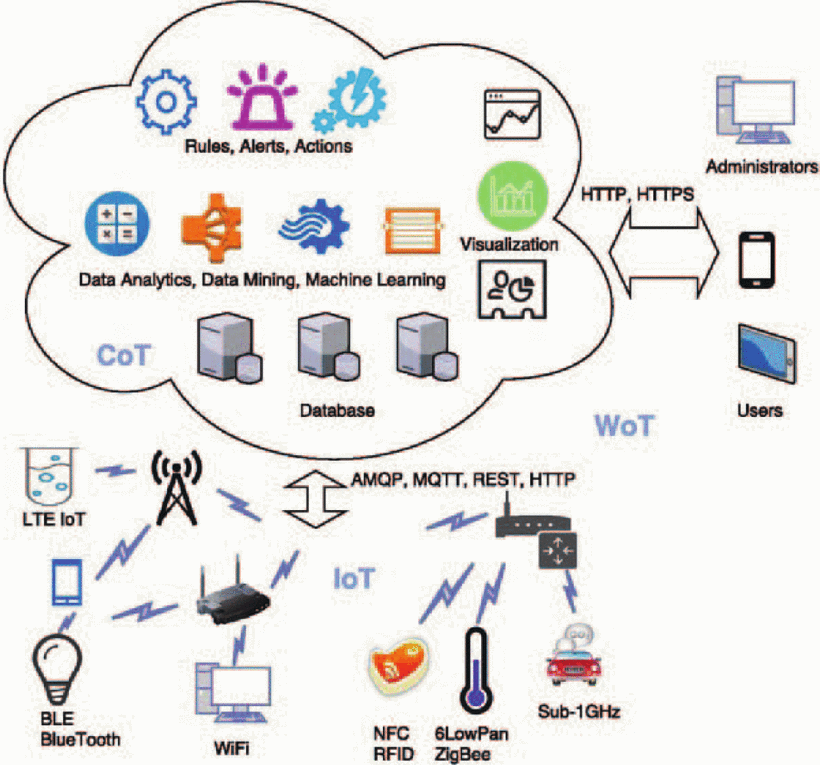 Rules, Alerts, Actions
Administrators
HTTP, HTTPS
Visualization
Data Analytics, Data Mining, Machine Learning
CoT
Database
Users
WoT
AMQP, MQTT, REST, HTTP
LTE IoT
IoT
BLE
BlueTooth
WiFi
NFC
RFID
6LowPan
ZigBee
Sub-1GHz